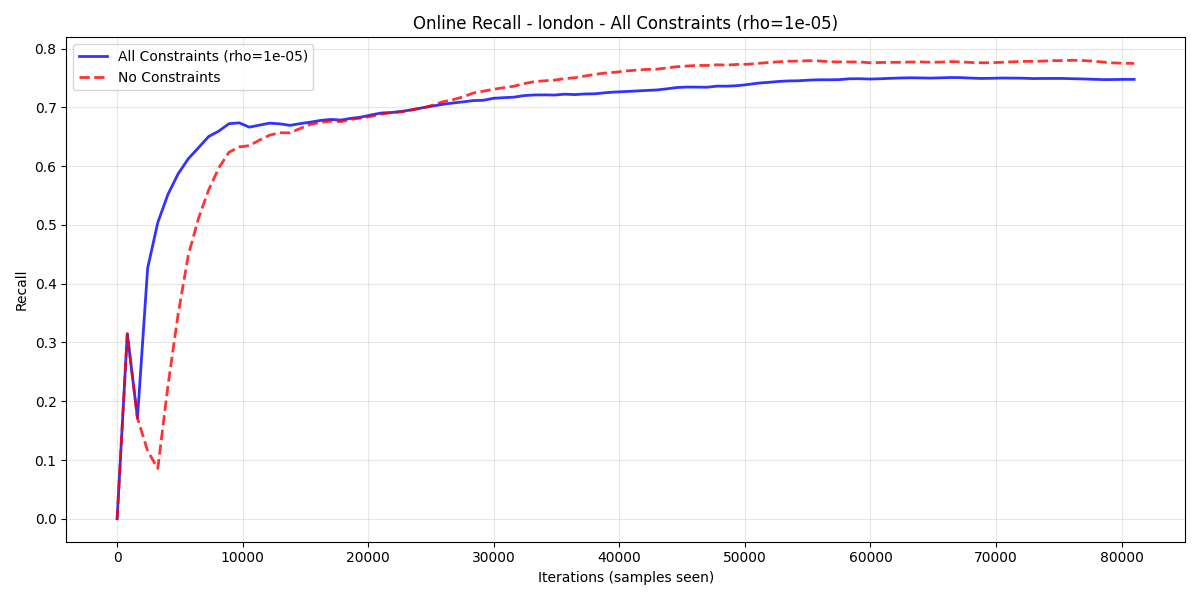 Online Recall - london - All Constraints (rho=1e-05)
All Constraints (rho=1e-05)
No Constraints
Recall
0.8
0.7
0.6
0.5
0.4
0.3
0.2
0.1
0.0
0 10000 20000 30000 40000 50000 60000 70000 80000
Iterations (samples seen)